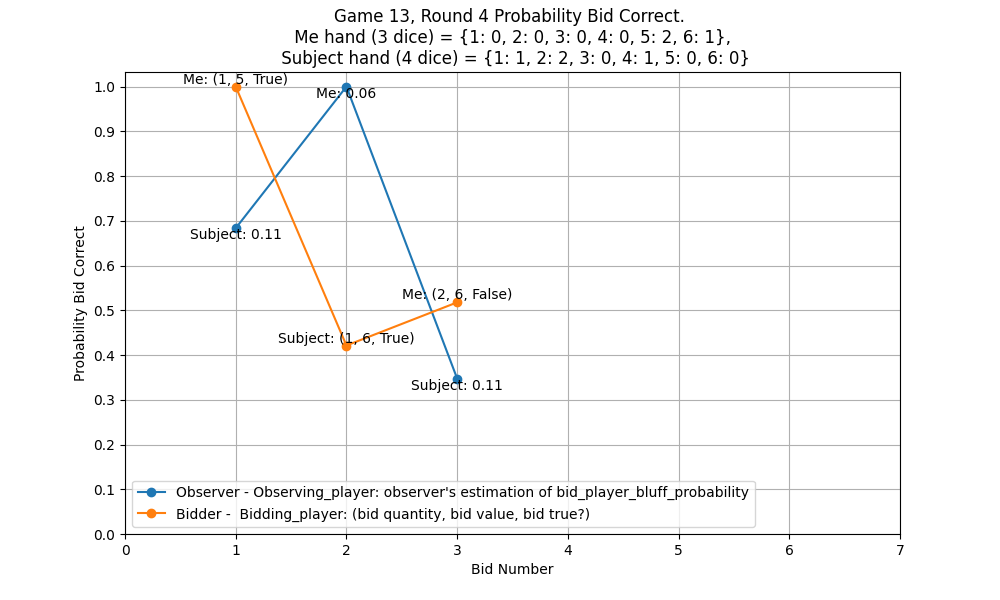 Game 13, Round 4 Probability Bid Correct.
Me hand (3 dice) = {1: 0, 2: 0, 3: 0, 4: 0, 5: 2, 6: 1},
Subject hand (4 dice) = {1: 1, 2: 2, 3: 0, 4: 1, 5: 0, 6: 0}
Probability Bid Correct
1.0
0.9
0.8
0.7
0.6
0.5
0.4
0.3
0.2
0.1
0.0
Me: (1, 5, True)
Me: 0.06
Subject: 0.11
Me: (2, 6, False)
Subject: (1, 6, True)
Subject: 0.11
Observer - Observing_player: observer's estimation of bid_player_bluff_probability
Bidder -  Bidding_player: (bid quantity, bid value, bid true?)
0 1 2 3 4 5 6 7
Bid Number